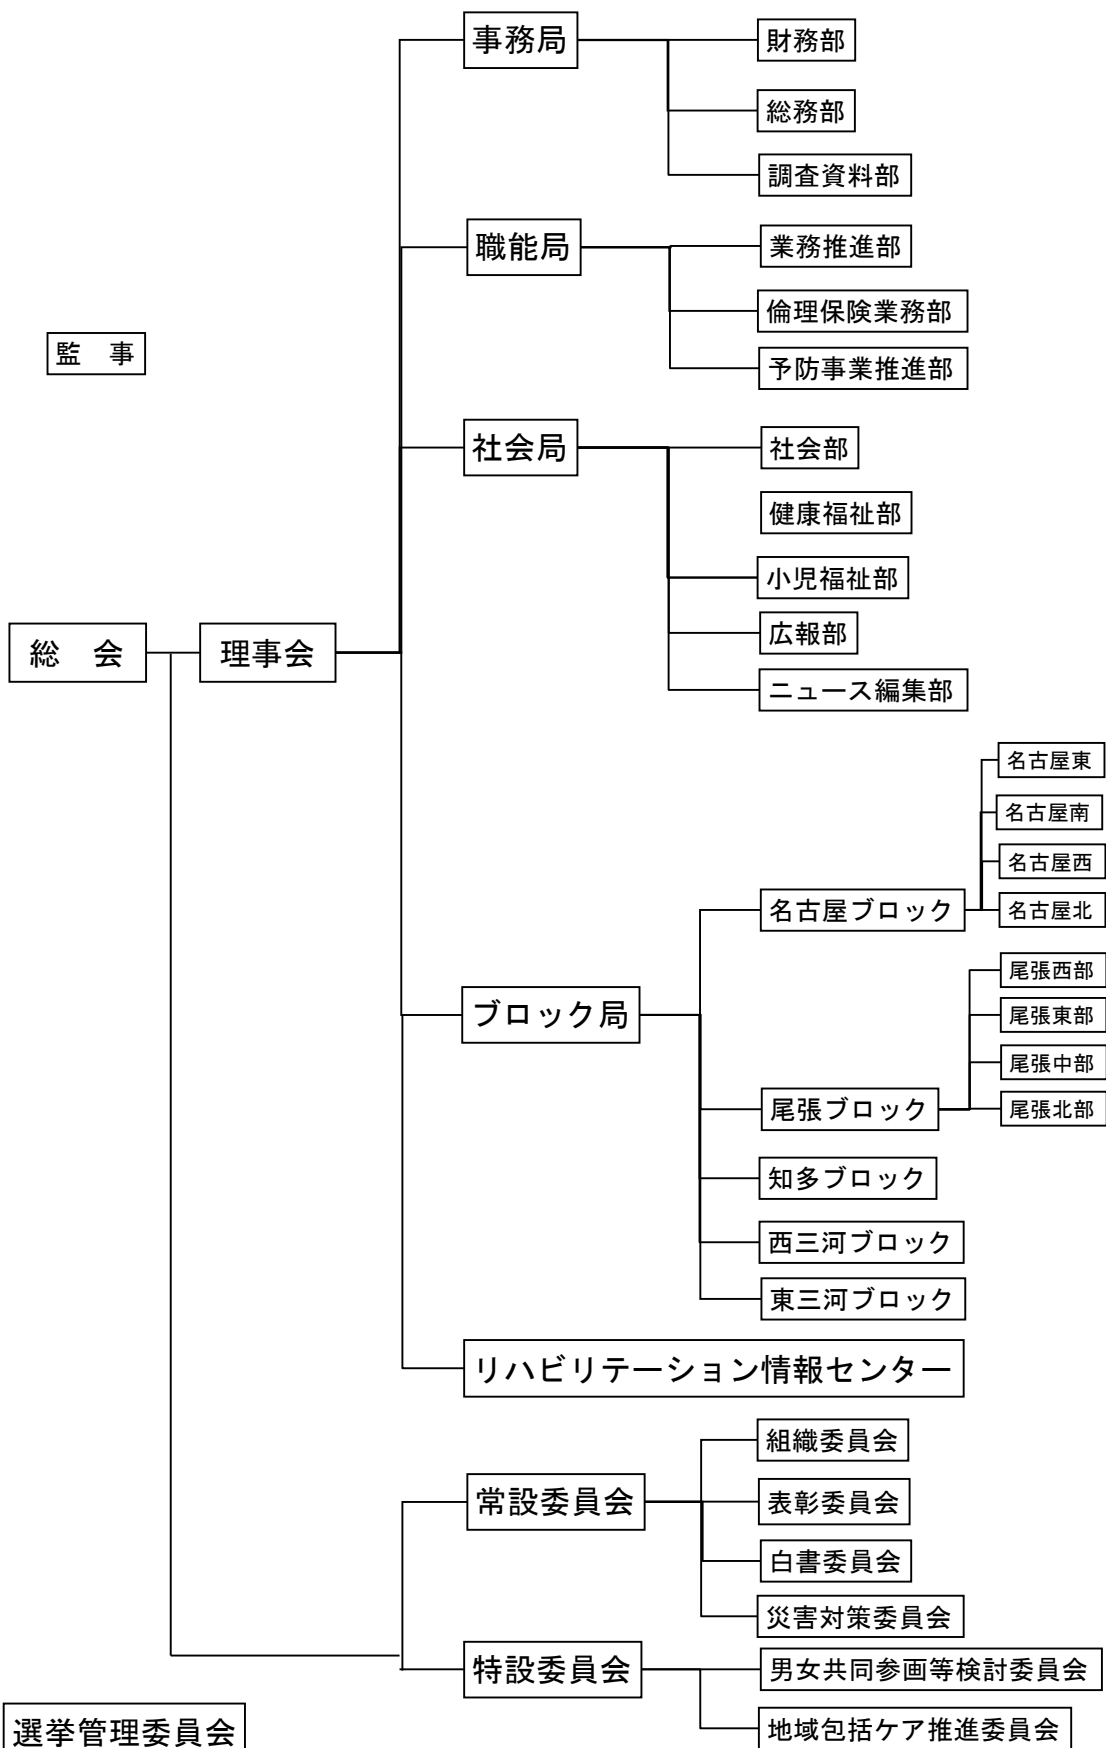 事務局
財務部
総務部
調査資料部
職能局
業務推進部
倫理保険業務部
予防事業推進部
監　事
社会局
社会部
健康福祉部
小児福祉部
広報部
ニュース編集部
総　会
理事会
ブロック局
名古屋ブロック
名古屋東
名古屋南
名古屋西
名古屋北
尾張ブロック
尾張西部
尾張東部
尾張中部
尾張北部
知多ブロック
西三河ブロック
東三河ブロック
リハビリテーション情報センター
常設委員会
組織委員会
表彰委員会
白書委員会
災害対策委員会
特設委員会
男女共同参画等検討委員会
地域包括ケア推進委員会
選挙管理委員会